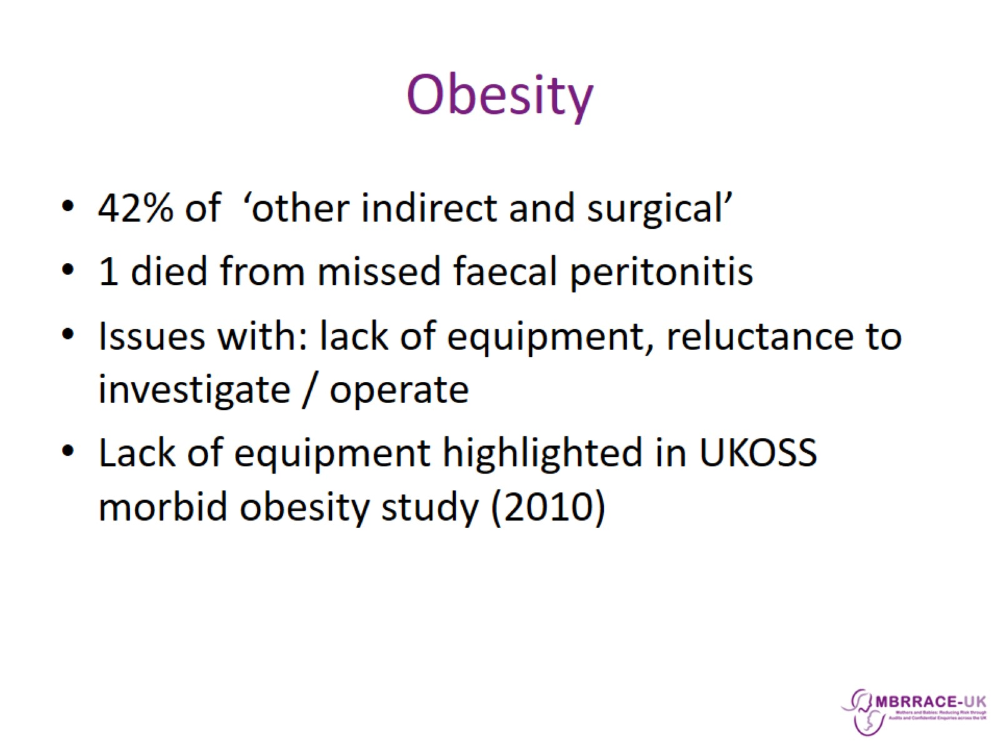 Obesity
• 42% of  ‘other indirect and surgical’
• 1 died from missed faecal peritonitis
• Issues with: lack of equipment, reluctance to
investigate / operate
• Lack of equipment highlighted in UKOSS
morbid obesity study (2010)
MBRRACE-UK
Mothers and Babies: Reducing Risk through
Audits and Confidential Enquiries across the UK